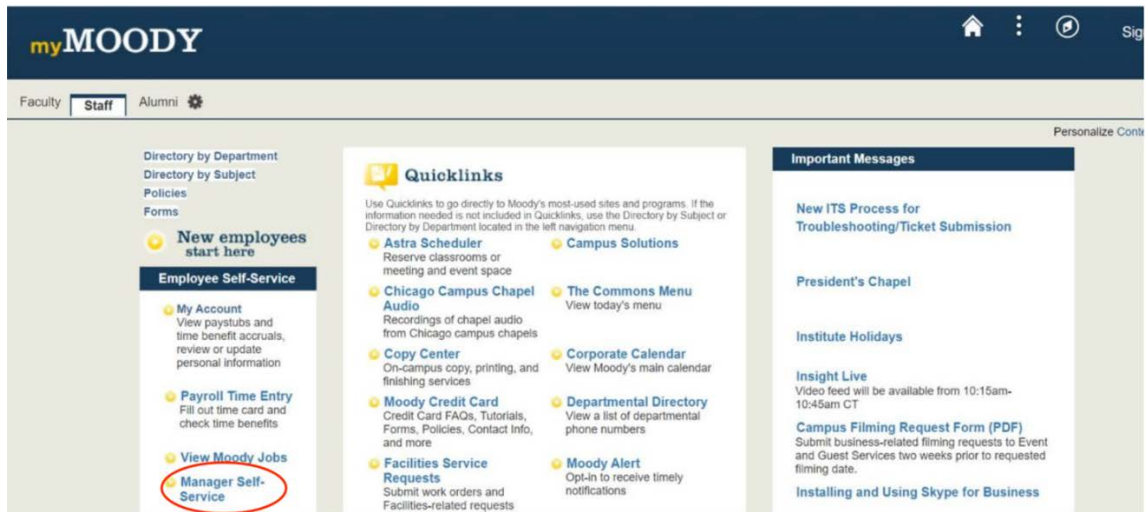 myMOODY
Sig
Faculty Staff Alumni
Personalize Conte
Directory by Department
Directory by Subject
Policies
Forms
New employees
start here
Employee Self-Service
My Account
View paystubs and
time benefit accruals,
review or update
personal information
Payroll Time Entry
Fill out time card and
check time benefits
View Moody Jobs
Manager Self-
Service
Quicklinks
Use Quicklinks to go directly to Moody's most-used sites and programs. If the
information needed is not included in Quicklinks, use the Directory by Subject or
Directory by Department located in the left navigation menu.
Astra Scheduler
Reserve classrooms or
meeting and event space
Chicago Campus Chapel
Audio
Recordings of chapel audio
from Chicago campus chapels
Copy Center
On-campus copy, printing, and
finishing services
Moody Credit Card
Credit Card FAQs, Tutorials,
Forms, Policies, Contact Info,
and more
Facilities Service
Requests
Submit work orders and
Facilities-related requests
Campus Solutions
The Commons Menu
View today's menu
Corporate Calendar
View Moody's main calendar
Departmental Directory
View a list of departmental
phone numbers
Moody Alert
Opt-in to receive timely
notifications
Important Messages
New ITS Process for
Troubleshooting/Ticket Submission
President's Chapel
Institute Holidays
Insight Live
Video feed will be available from 10:15am-
10:45am CT
Campus Filming Request Form (PDF)
Submit business-related filming requests to Event
and Guest Services two weeks prior to requested
filming date.
Installing and Using Skype for Business